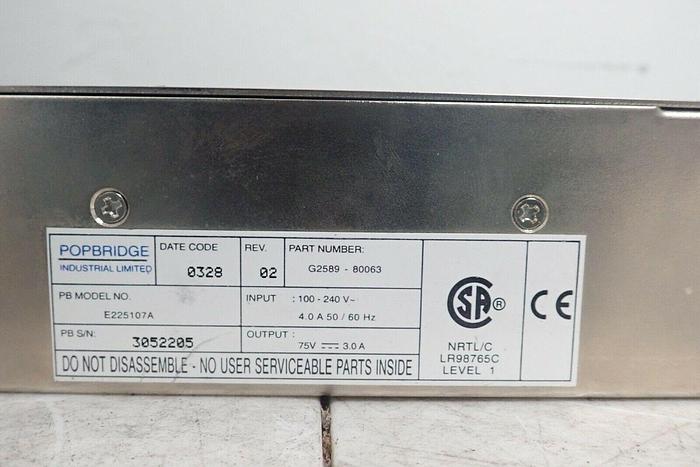 POPBRIDGE
INDUSTRIAL LIMITED
DATE CODE
0328
REV.
02
PART NUMBER:
G2589 - 80063
PB MODEL NO.
E225107A
INPUT : 100 - 240 V~
4.0 A 50 / 60 Hz
PB S/N:
3052205
OUTPUT :
75V ⎓ 3.0 A
DO NOT DISASSEMBLE - NO USER SERVICEABLE PARTS INSIDE
SA ®
NRTL/C
LR98765C
LEVEL 1
CE